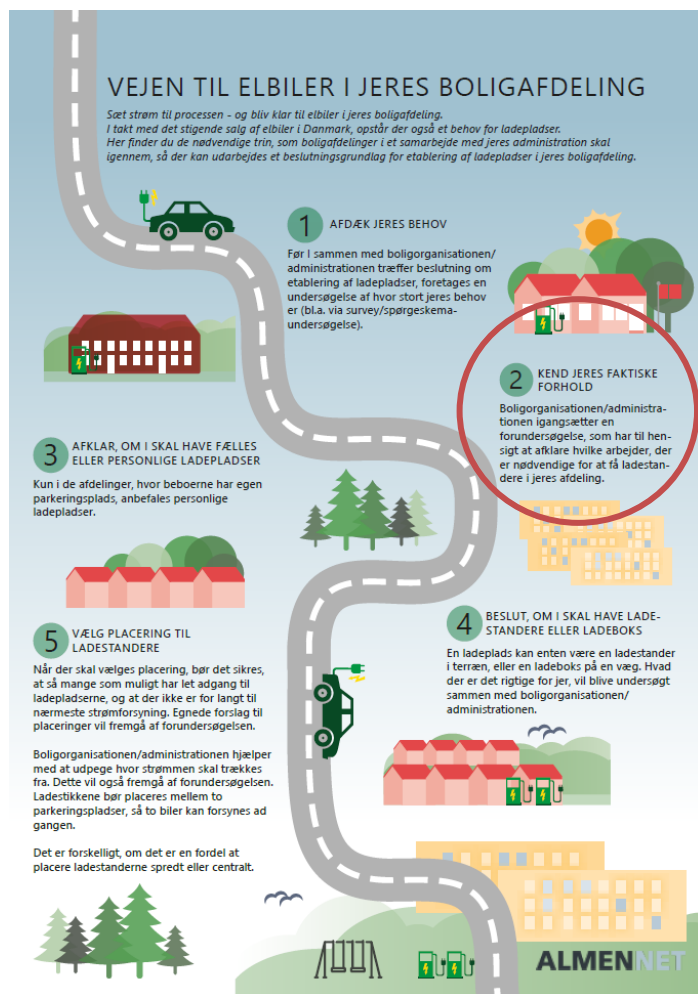 VEJEN TIL ELBILER I JERES BOLIGAFDELING
Sæt strøm til processen - og bliv klar til elbiler i jeres boligafdeling.
I takt med det stigende salg af elbiler i Danmark, opstår der også et behov for ladepladser.
Her finder du de nødvendige trin, som boligafdelinger i et samarbejde med jeres administration skal
igennem, så der kan udarbejdes et beslutningsgrundlag for etablering af ladepladser i jeres boligafdeling.
1 AFDÆK JERES BEHOV
Før I sammen med boligorganisationen/
administrationen træffer beslutning om
etablering af ladepladser, foretages en
undersøgelse af hvor stort jeres behov
er (bl.a. via survey/spørgeskema-
undersøgelse).
2 KEND JERES FAKTISKE
FORHOLD
Boligorganisationen/administra-
tionen igangsætter en
forundersøgelse, som har til hen-
sigt at afklare hvilke arbejder, der
er nødvendige for at få ladestan-
dere i jeres afdeling.
3 AFKLAR, OM I SKAL HAVE FÆLLES
ELLER PERSONLIGE LADEPLADSER
Kun i de afdelinger, hvor beboerne har egen
parkeringsplads, anbefales personlige
ladepladser.
4 BESLUT, OM I SKAL HAVE LADE-
STANDERE ELLER LADEBOKS
En ladeplads kan enten være en ladestander
i terræn, eller en ladeboks på en væg. Hvad
der er det rigtige for jer, vil blive undersøgt
sammen med boligorganisationen/
administrationen.
5 VÆLG PLACERING TIL
LADESTANDERE
Når der skal vælges placering, bør det sikres,
at så mange som muligt har let adgang til
ladepladserne, og at der ikke er for langt til
nærmeste strømforsyning. Egnede forslag til
placeringer vil fremgå af forundersøgelsen.
Boligorganisationen/administrationen hjælper
med at udpege hvor strømmen skal trækkes
fra. Dette vil også fremgå af forundersøgelsen.
Ladestikkene bør placeres mellem to
parkeringspladser, så to biler kan forsynes ad
gangen.
Det er forskelligt, om det er en fordel at
placere ladestanderne spredt eller centralt.
ALMENNET